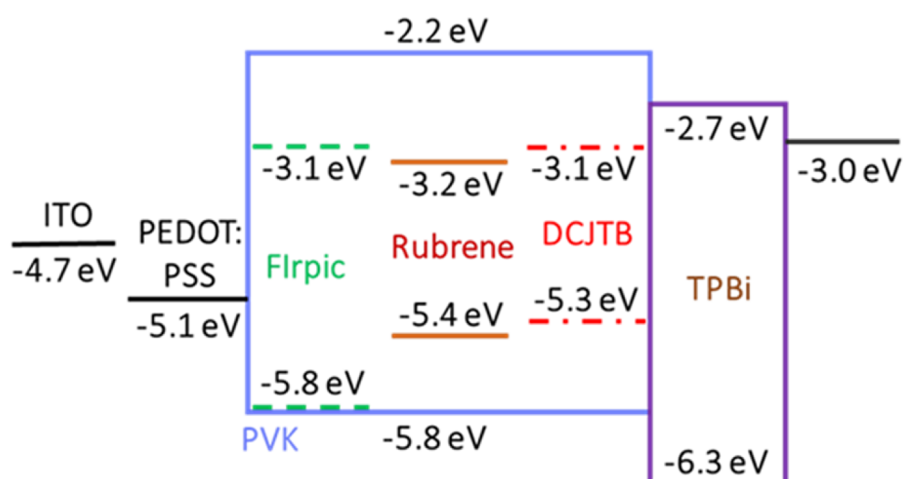 -2.2 eV
-2.7 eV
-3.1 eV
-3.2 eV
-3.1 eV
-3.0 eV
ITO
-4.7 eV
PEDOT:
PSS
-5.1 eV
FIrpic
Rubrene
DCJTB
TPBi
-5.4 eV
-5.3 eV
-5.8 eV
PVK
-5.8 eV
-6.3 eV